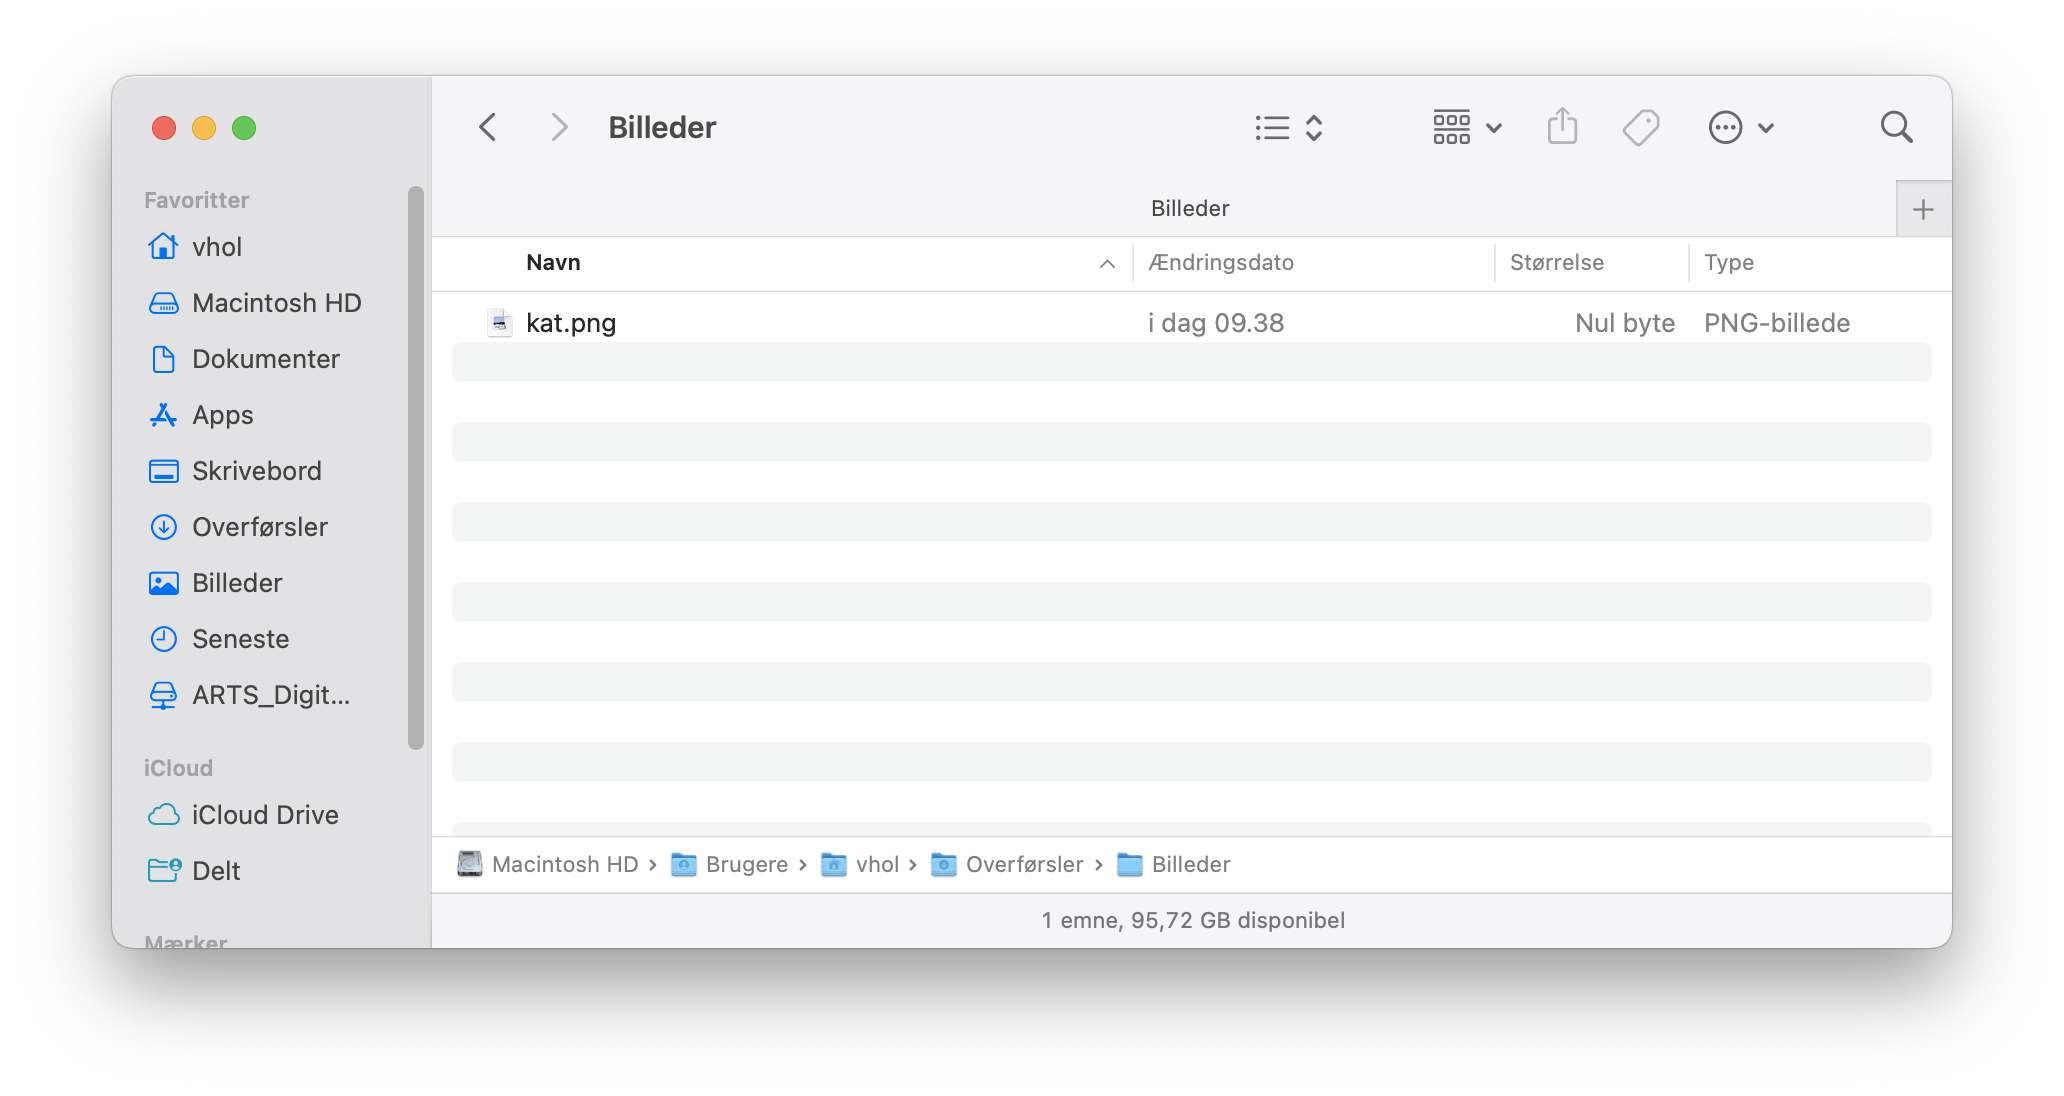 Billeder
Favoritter
vhol
Macintosh HD
Dokumenter
Apps
Skrivebord
Overførsler
Billeder
Seneste
ARTS_Digit...
iCloud
iCloud Drive
Delt
Mærker
Billeder
Navn Ændringsdato Størrelse Type
kat.png i dag 09.38 Nul byte PNG-billede
Macintosh HD › Brugere › vhol › Overførsler › Billeder
1 emne, 95,72 GB disponibel